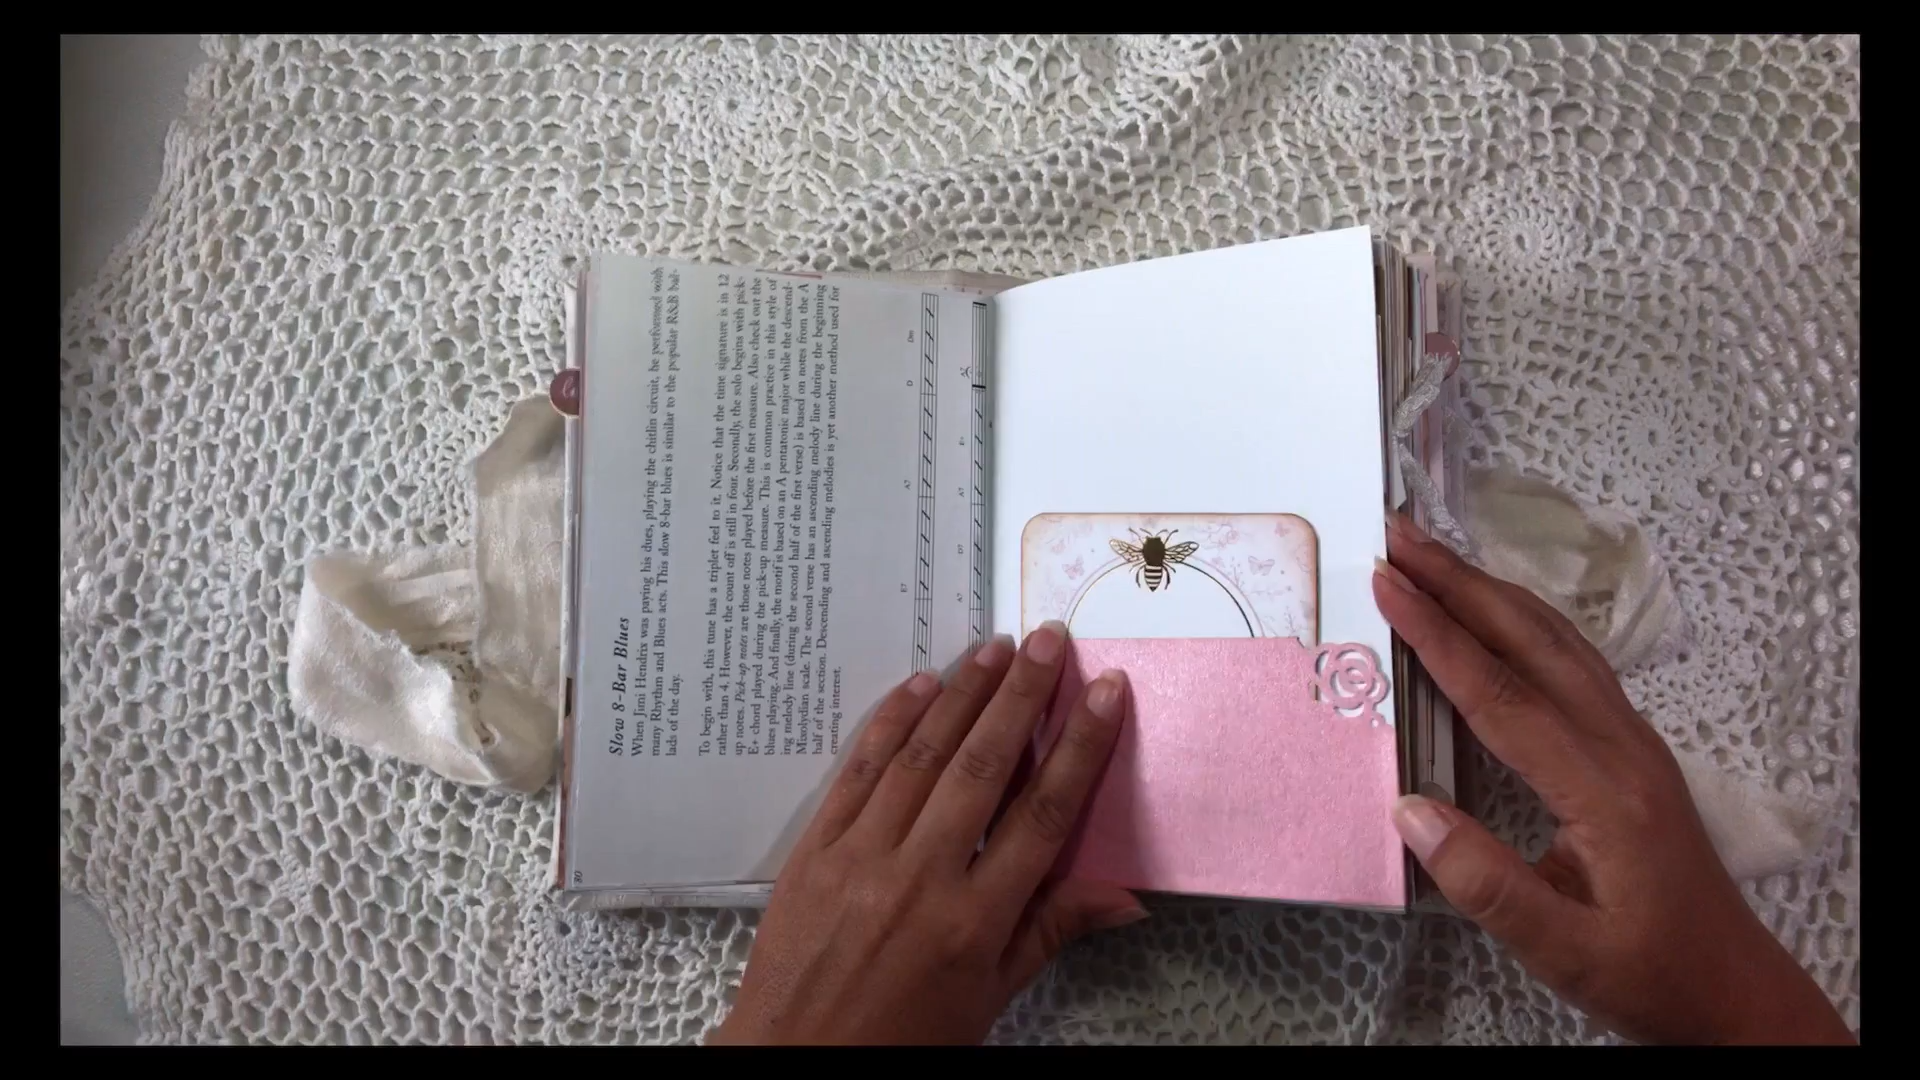 Slow 8-Bar Blues
When Jimi Hendrix was paying his dues, playing the chitlin circuit, he performed with
many Rhythm and Blues acts. This slow 8-bar blues is similar to the popular R&B bal-
lads of the day.
To begin with, this tune has a triplet feel to it. Notice that the time signature is in 12
rather than 4. However, the count off is still in four. Secondly, the solo begins with pick-
up notes. Pick-up notes are those notes played before the first measure. Also check out the
E+ chord played during the pick-up measure. This is common practice in this style of
blues playing. And finally, the motif is based on an A pentatonic major while the descend-
ing melody line (during the second half of the first verse) is based on notes from the A
Mixolydian scale. The second verse has an ascending melody line during the beginning
half of the section. Descending and ascending melodies is yet another method used for
creating interest.
E7 A7 D Dm
A7 D7 A7 E+
80